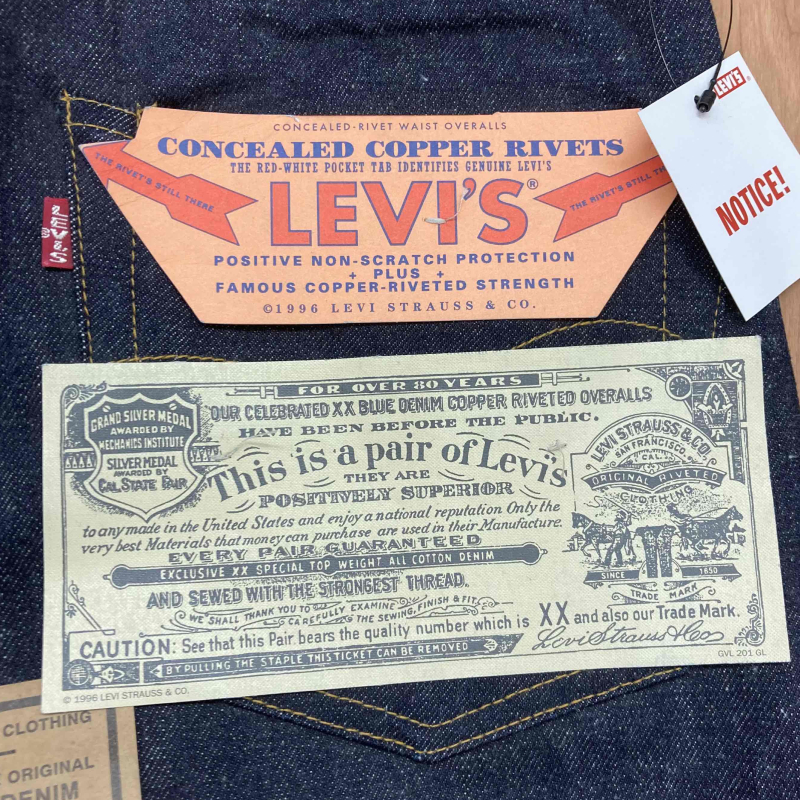 CONCEALED-RIVET WAIST OVERALLS
CONCEALED COPPER RIVETS
THE RED-WHITE POCKET TAB IDENTIFIES GENUINE LEVI'S
THE RIVET'S STILL THERE
LEVI'S®
THE RIVET'S STILL TH
POSITIVE NON-SCRATCH PROTECTION
+ PLUS +
FAMOUS COPPER-RIVETED STRENGTH
©1996 LEVI STRAUSS & CO.
LEVI'S
NOTICE!
LEVI'S
FOR OVER 80 YEARS
OUR CELEBRATED XX BLUE DENIM COPPER RIVETED OVERALLS
HAVE BEEN BEFORE THE PUBLIC.
This is a pair of Levi's
THEY ARE
POSITIVELY SUPERIOR
to any made in the United States and enjoy a national reputation Only the
very best Materials that money can purchase are used in their Manufacture.
EVERY PAIR GUARANTEED
EXCLUSIVE XX SPECIAL TOP WEIGHT ALL COTTON DENIM
AND SEWED WITH THE STRONGEST THREAD.
WE SHALL THANK YOU TO CAREFULLY EXAMINE THE SEWING, FINISH & FIT.
CAUTION: See that this Pair bears the quality number which is XX and also our Trade Mark.
Levi Strauss & Co
BY PULLING THE STAPLE THIS TICKET CAN BE REMOVED
GRAND SILVER MEDAL
AWARDED BY
MECHANICS INSTITUTE
SILVER MEDAL
AWARDED BY
CAL. STATE FAIR
LEVI STRAUSS & CO.
SAN FRANCISCO
CAL.
ORIGINAL RIVETED
CLOTHING
SINCE 1850
TRADE MARK
GVL 201 GL
© 1996 LEVI STRAUSS & CO.
CLOTHING
ORIGINAL
DENIM